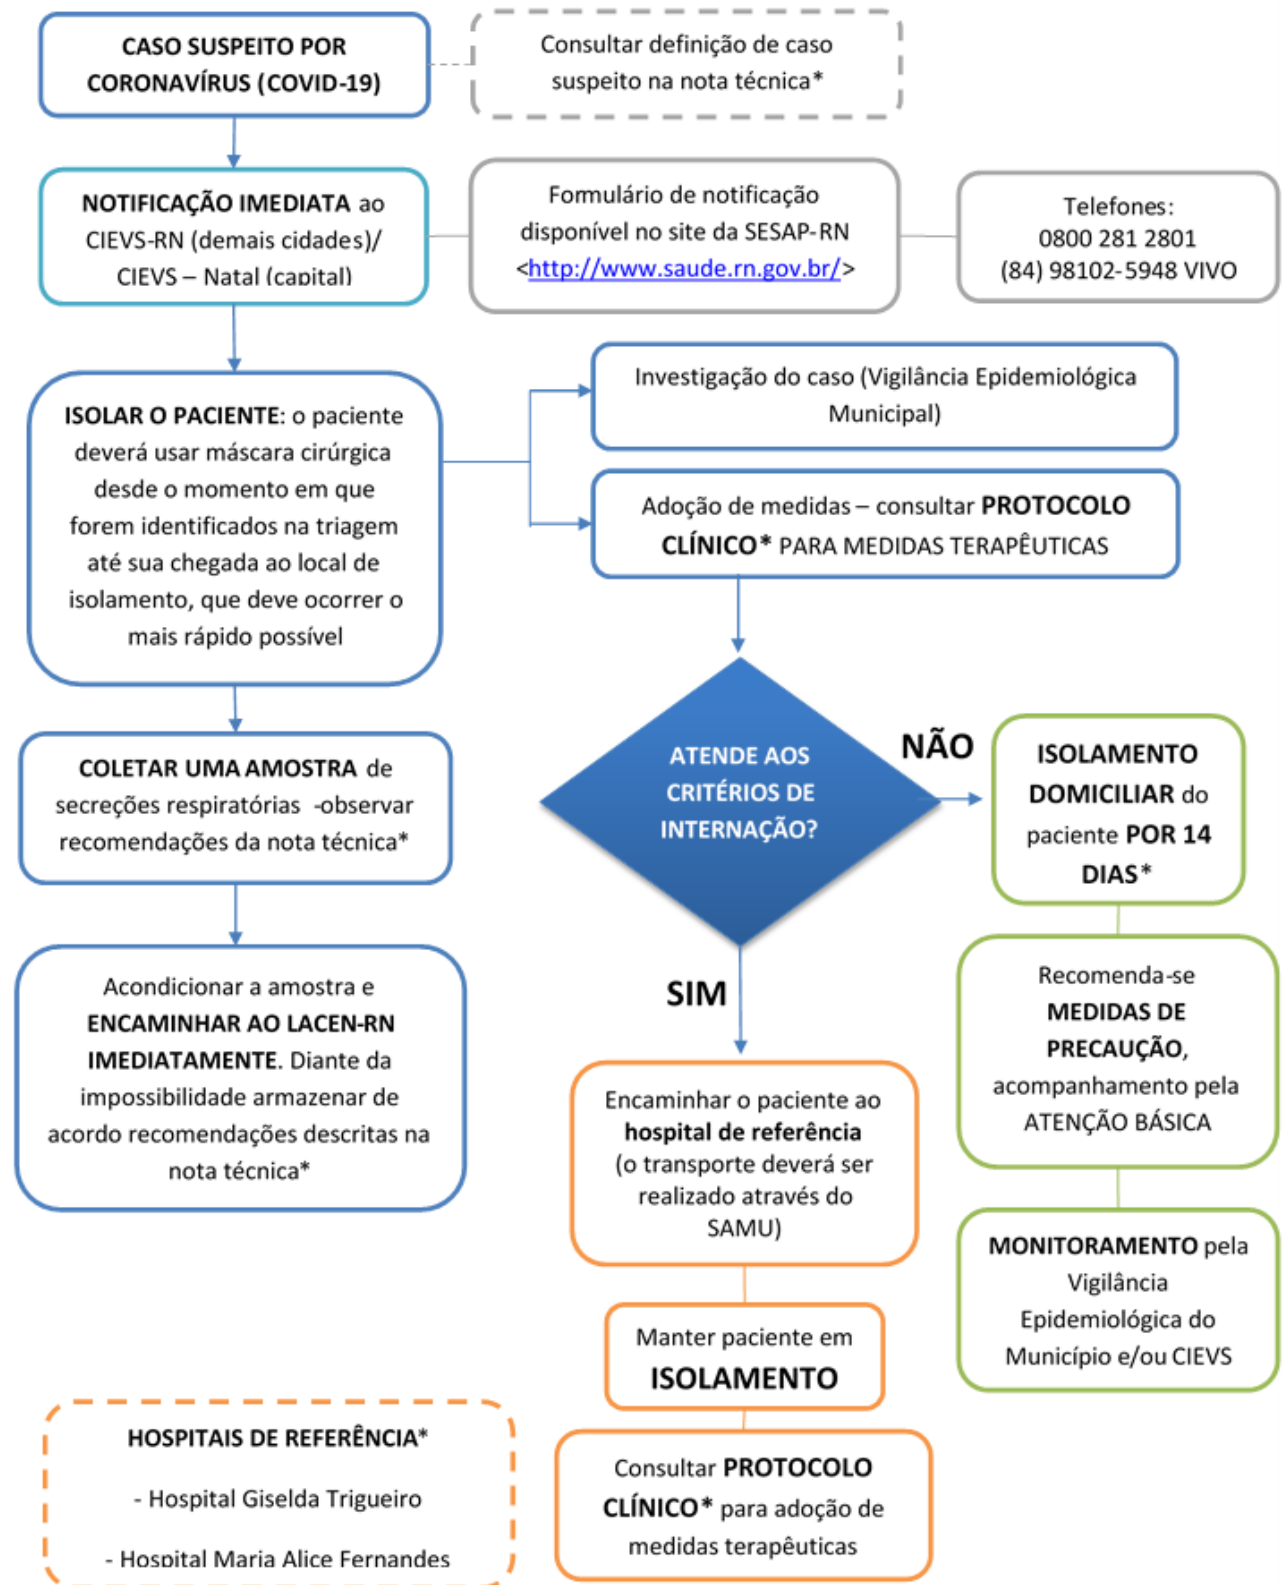 CASO SUSPEITO POR
CORONAVÍRUS (COVID-19)
Consultar definição de caso
suspeito na nota técnica*
NOTIFICAÇÃO IMEDIATA ao
CIEVS-RN (demais cidades)/
CIEVS – Natal (capital)
Formulário de notificação
disponível no site da SESAP-RN
<http://www.saude.rn.gov.br/>
Telefones:
0800 281 2801
(84) 98102-5948 VIVO
ISOLAR O PACIENTE: o paciente
deverá usar máscara cirúrgica
desde o momento em que
forem identificados na triagem
até sua chegada ao local de
isolamento, que deve ocorrer o
mais rápido possível
Investigação do caso (Vigilância Epidemiológica
Municipal)
Adoção de medidas – consultar PROTOCOLO
CLÍNICO* PARA MEDIDAS TERAPÊUTICAS
COLETAR UMA AMOSTRA de
secreções respiratórias -observar
recomendações da nota técnica*
Acondicionar a amostra e
ENCAMINHAR AO LACEN-RN
IMEDIATAMENTE. Diante da
impossibilidade armazenar de
acordo recomendações descritas na
nota técnica*
ATENDE AOS
CRITÉRIOS DE
INTERNAÇÃO?
NÃO
ISOLAMENTO
DOMICILIAR do
paciente POR 14
DIAS*
Recomenda-se
MEDIDAS DE
PRECAUÇÃO,
acompanhamento pela
ATENÇÃO BÁSICA
MONITORAMENTO pela
Vigilância
Epidemiológica do
Município e/ou CIEVS
SIM
Encaminhar o paciente ao
hospital de referência
(o transporte deverá ser
realizado através do
SAMU)
Manter paciente em
ISOLAMENTO
Consultar PROTOCOLO
CLÍNICO* para adoção de
medidas terapêuticas
HOSPITAIS DE REFERÊNCIA*
- Hospital Giselda Trigueiro
- Hospital Maria Alice Fernandes